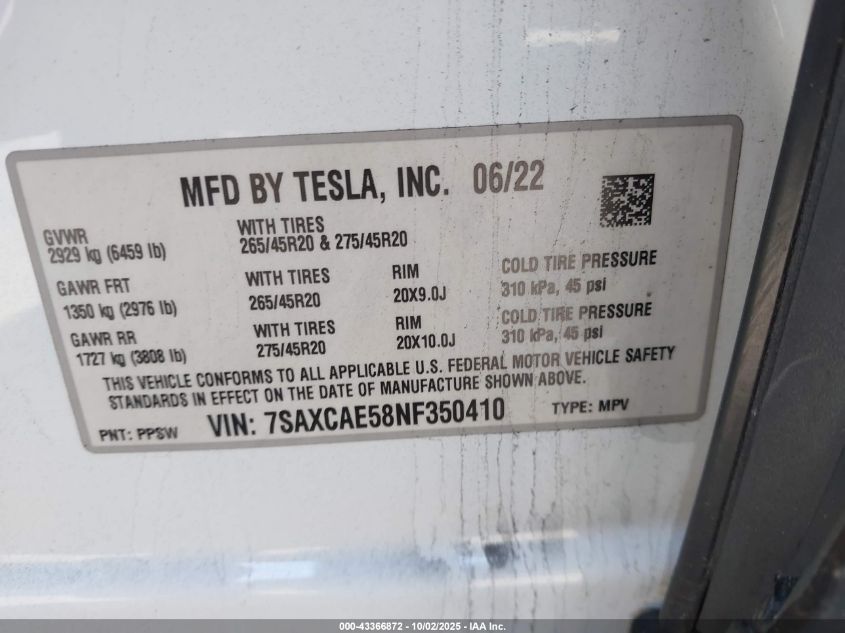 MFD BY TESLA, INC. 06/22
GVWR
2929 kg (6459 lb)
WITH TIRES
265/45R20 & 275/45R20
GAWR FRT
1350 kg (2976 lb)
WITH TIRES
265/45R20
RIM
20X9.0J
COLD TIRE PRESSURE
310 kPa, 45 psi
GAWR RR
1727 kg (3808 lb)
WITH TIRES
275/45R20
RIM
20X10.0J
COLD TIRE PRESSURE
310 kPa, 45 psi
THIS VEHICLE CONFORMS TO ALL APPLICABLE U.S. FEDERAL MOTOR VEHICLE SAFETY
STANDARDS IN EFFECT ON THE DATE OF MANUFACTURE SHOWN ABOVE.
PNT: PPSW VIN: 7SAXCAE58NF350410 TYPE: MPV
000-43366872 - 10/02/2025 - IAA Inc.